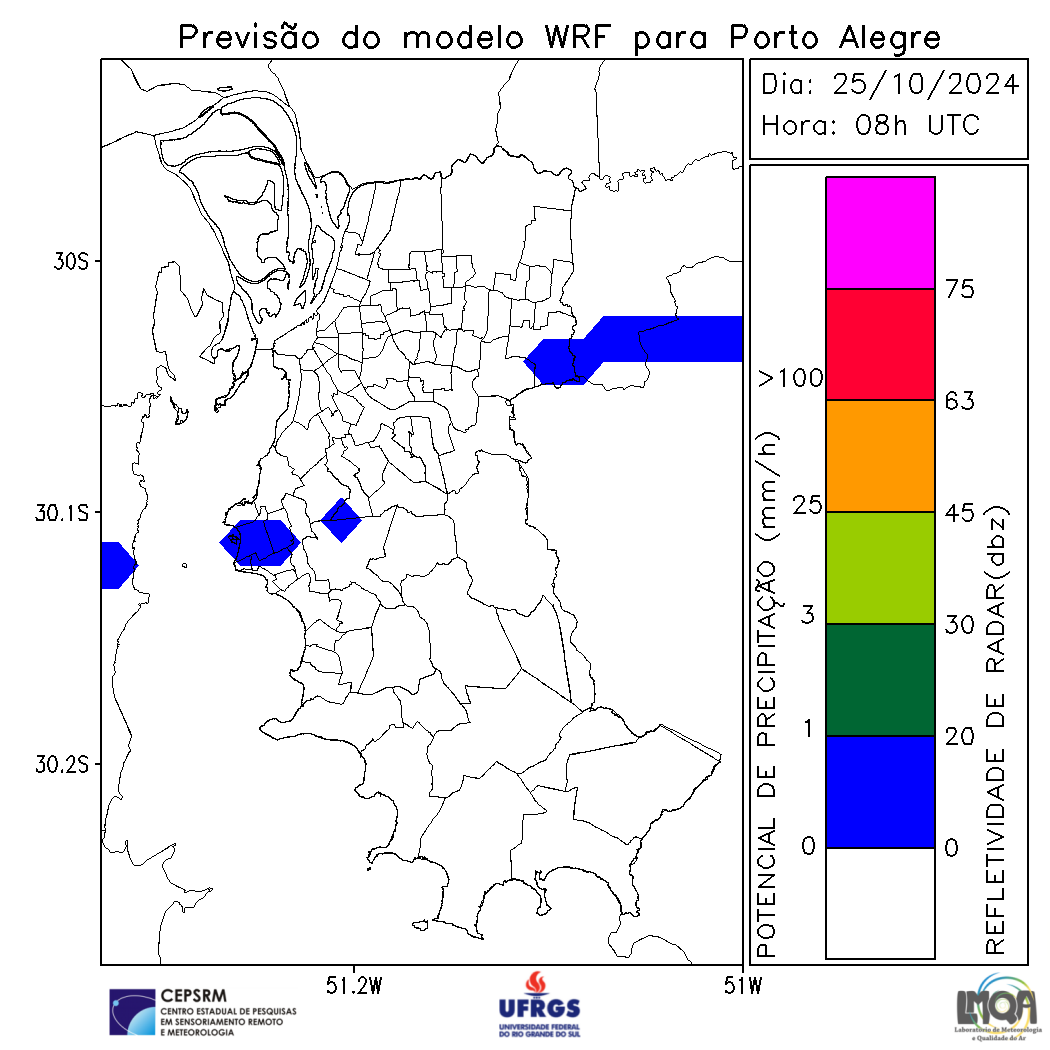 Previsão do modelo WRF para Porto Alegre
Dia: 25/10/2024
Hora: 08h UTC
30S
30.1S
30.2S
51.2W
51W
POTENCIAL DE PRECIPITAÇÃO (mm/h)
>100
25
3
1
0
75
63
45
30
20
0
REFLETIVIDADE DE RADAR(dbz)
CEPSRM
CENTRO ESTADUAL DE PESQUISAS
EM SENSORIAMENTO REMOTO
E METEOROLOGIA
UFRGS
UNIVERSIDADE FEDERAL
DO RIO GRANDE DO SUL
LMQA
Laboratório de Meteorologia
e Qualidade do Ar